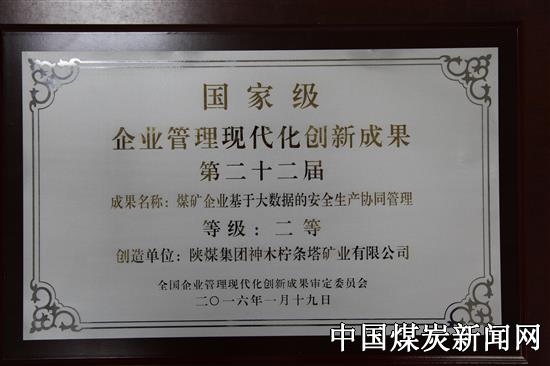 国家级
企业管理现代化创新成果
第二十二届
成果名称：煤矿企业基于大数据的安全生产协同管理
等级：二等
创造单位：陕煤集团神木柠条塔矿业有限公司
全国企业管理现代化创新成果审定委员会
二〇一六年一月十九日
中国煤炭新闻网